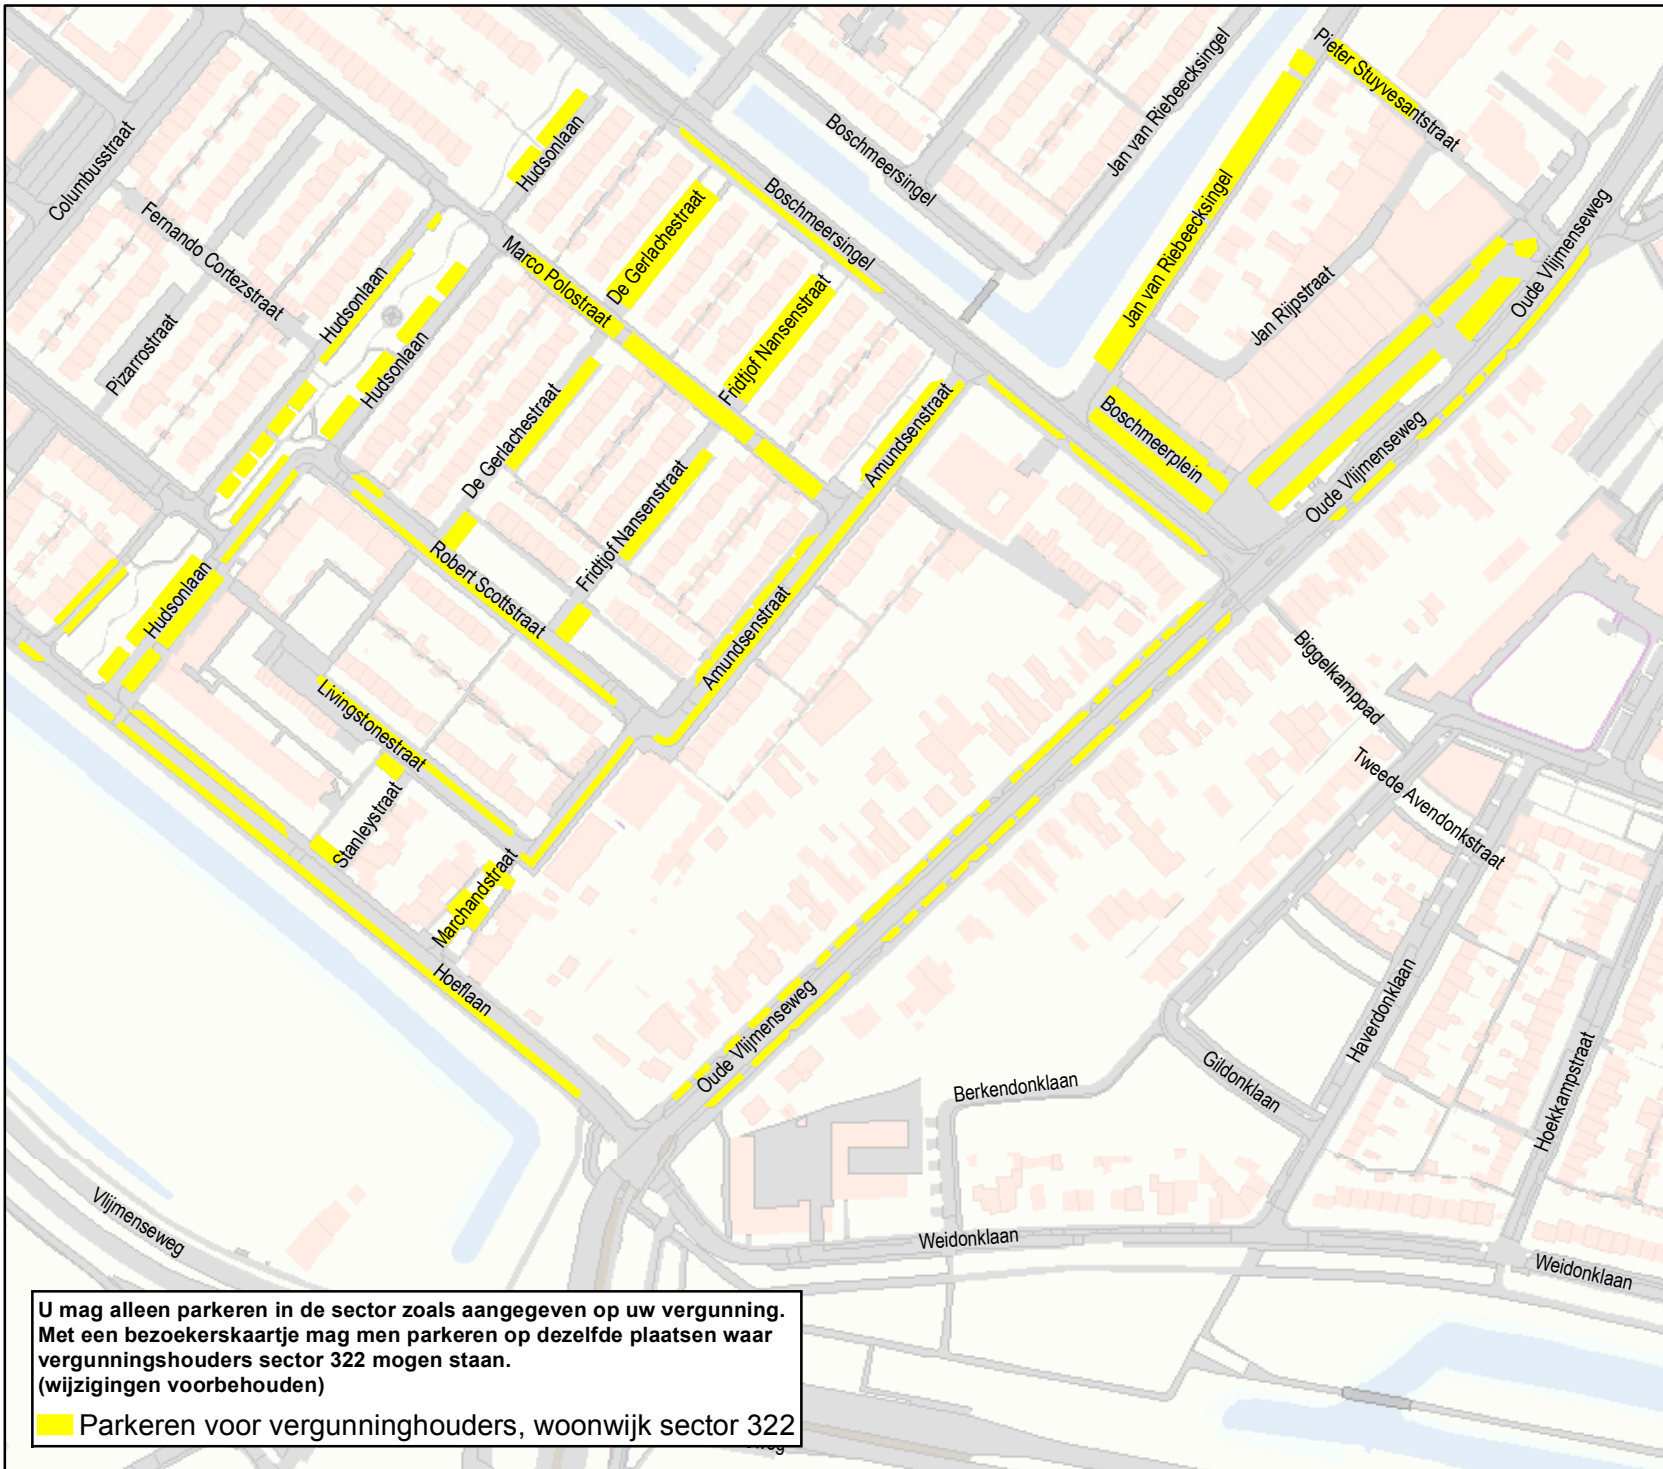 Pieter Stuyvesantstraat
Jan van Riebeecksingel
Boschmeersingel
Columbusstraat
Hudsonlaan
Boschmeersingel
De Gerlachestraat
Jan van Riebeecksingel
Oude Vlijmenseweg
Fernando Cortezstraat
Marco Polostraat
Hudsonlaan
Fridtjof Nansenstraat
Jan Rijpstraat
Pizarrostraat
Hudsonlaan
De Gerlachestraat
Amundsenstraat
Boschmeerplein
Oude Vlijmenseweg
Fridtjof Nansenstraat
Robert Scottstraat
Hudsonlaan
Amundsenstraat
Biggelkamppad
Livingstonestraat
Tweede Avendonkstraat
Stanleystraat
Marchandstraat
Hoeflaan
Oude Vlijmenseweg
Haverdonklaan
Gildonklaan
Berkendonklaan
Hoekkampstraat
Vlijmenseweg
Weidonklaan
Weidonklaan
U mag alleen parkeren in de sector zoals aangegeven op uw vergunning.
Met een bezoekerskaartje mag men parkeren op dezelfde plaatsen waar
vergunningshouders sector 322 mogen staan.
(wijzigingen voorbehouden)
Parkeren voor vergunninghouders, woonwijk sector 322